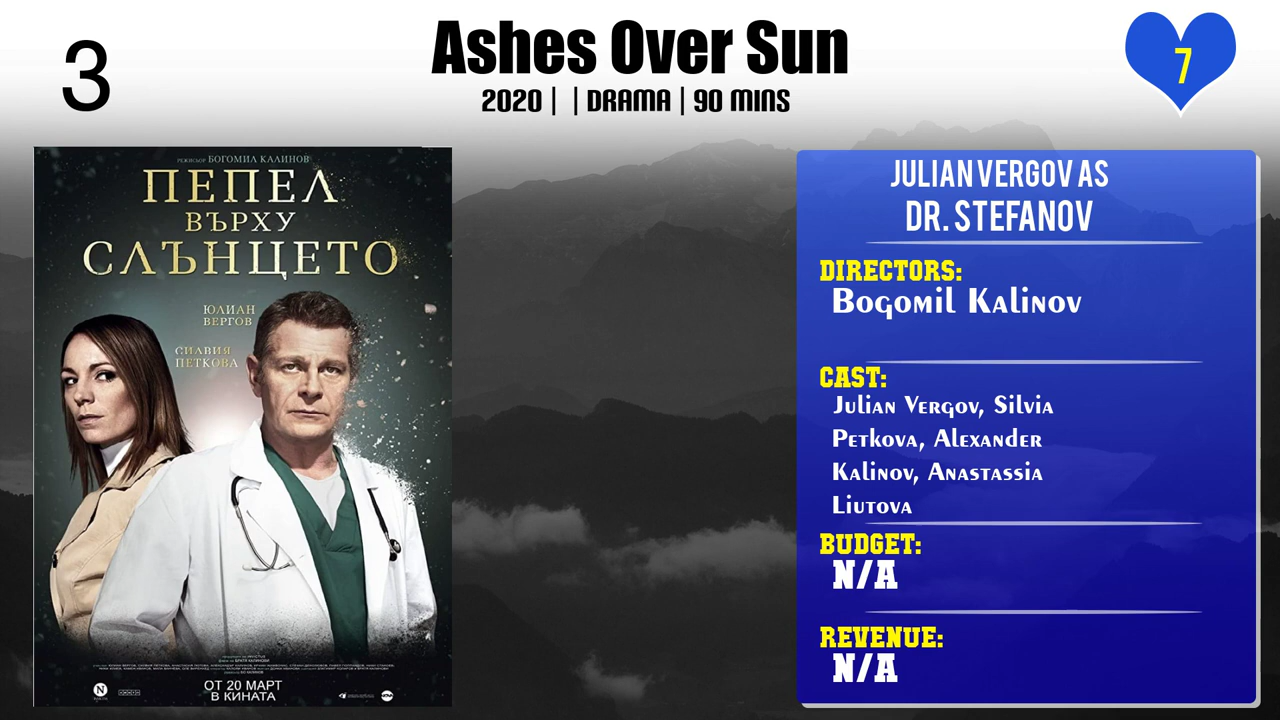 3
Ashes Over Sun
7
2020 | | DRAMA | 90 MINS
РЕЖИСЬОР БОГОМИЛ КАЛИНОВ
ПЕПЕЛ
ВЪРХУ
СЛЪНЦЕТО
ЮЛИАН
ВЕРГОВ
СИЛВИЯ
ПЕТКОВА
ОТ 20 МАРТ
В КИНАТА
JULIAN VERGOV AS
DR. STEFANOV
DIRECTORS:
Bogomil Kalinov
CAST:
Julian Vergov, Silvia
Petkova, Alexander
Kalinov, Anastassia
Liutova
BUDGET:
N/A
REVENUE:
N/A